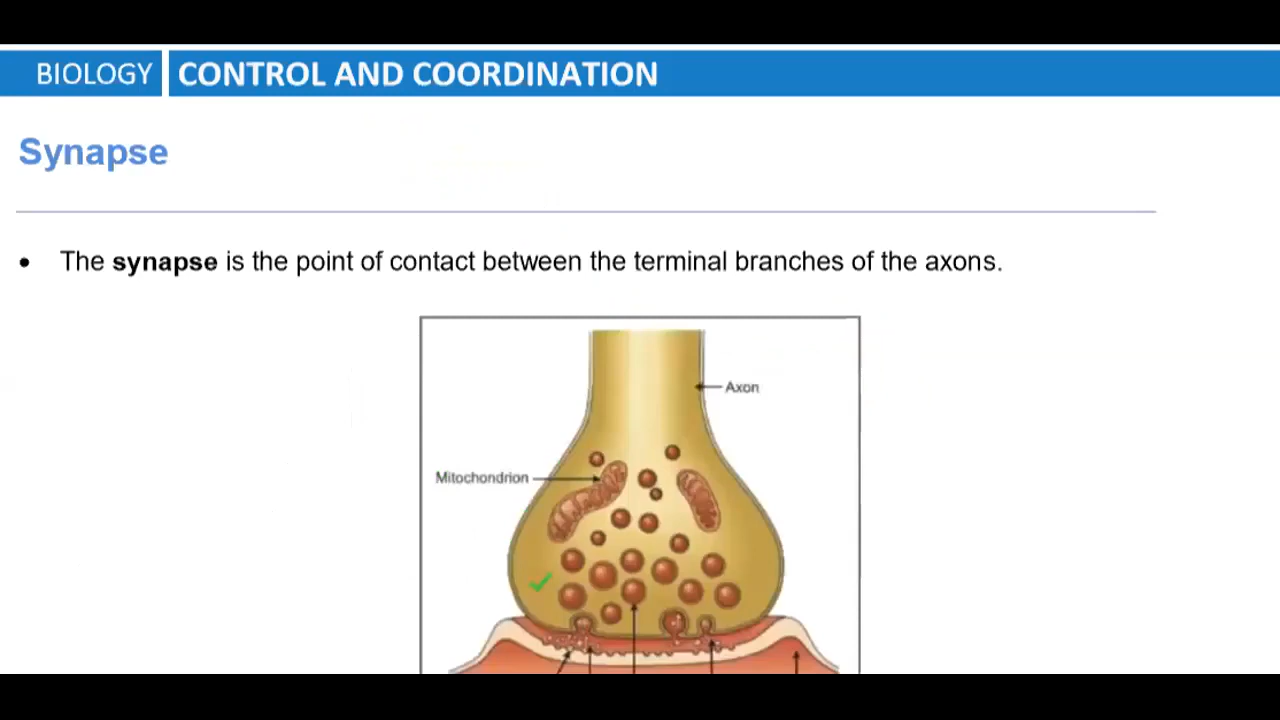 BIOLOGY CONTROL AND COORDINATION
Synapse
• The synapse is the point of contact between the terminal branches of the axons.
Axon
Mitochondrion